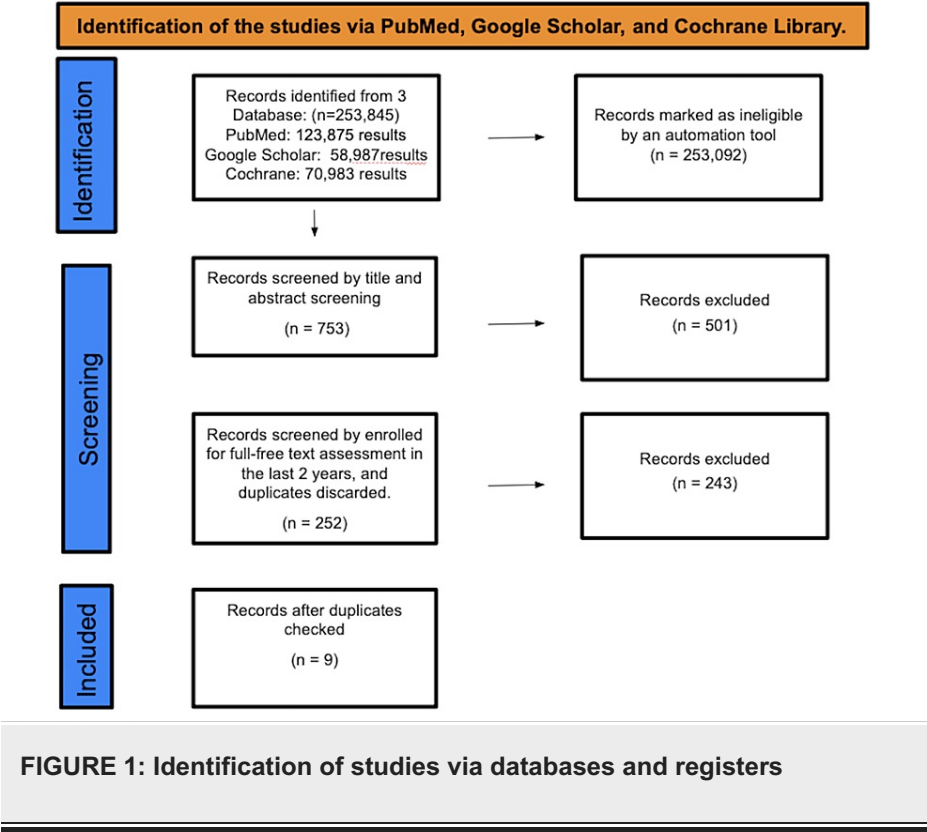 Identification of the studies via PubMed, Google Scholar, and Cochrane Library.
Identification
Records identified from 3
Database: (n=253,845)
PubMed: 123,875 results
Google Scholar: 58,987results
Cochrane: 70,983 results
Records marked as ineligible
by an automation tool
(n = 253,092)
Screening
Records screened by title and
abstract screening
(n = 753)
Records excluded
(n = 501)
Records screened by enrolled
for full-free text assessment in
the last 2 years, and
duplicates discarded.
(n = 252)
Records excluded
(n = 243)
Included
Records after duplicates
checked
(n = 9)
FIGURE 1: Identification of studies via databases and registers